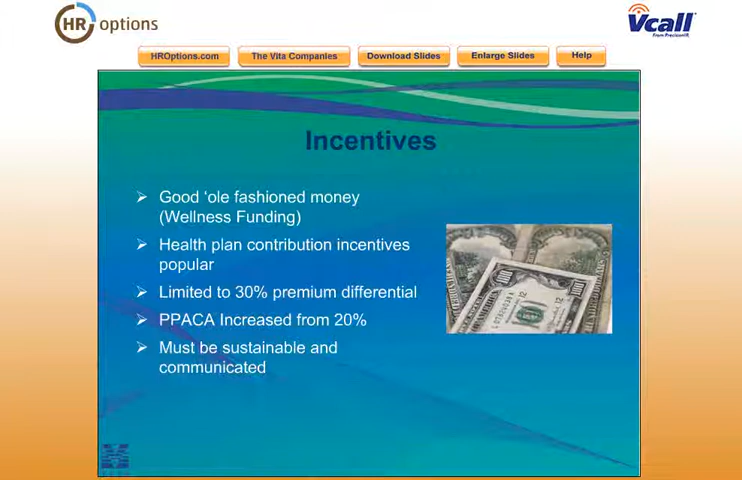 HR options
Vcall
From PrecisionIR
HROptions.com
The Vita Companies
Download Slides
Enlarge Slides
Help
Incentives
Good ‘ole fashioned money
(Wellness Funding)
Health plan contribution incentives
popular
Limited to 30% premium differential
PPACA Increased from 20%
Must be sustainable and
communicated